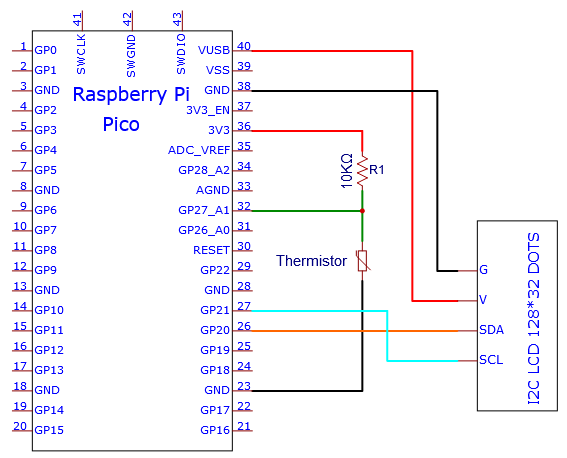 41 42 43
SWCLK SWGND SWDIO
Raspberry Pi
Pico
1 GP0 VUSB 40
2 GP1 VSS 39
3 GND GND 38
4 GP2 3V3_EN 37
5 GP3 3V3 36
6 GP4 ADC_VREF 35
7 GP5 GP28_A2 34
8 GND AGND 33
9 GP6 GP27_A1 32
10 GP7 GP26_A0 31
11 GP8 RESET 30
12 GP9 GP22 29
13 GND GND 28
14 GP10 GP21 27
15 GP11 GP20 26
16 GP12 GP19 25
17 GP13 GP18 24
18 GND GND 23
19 GP14 GP17 22
20 GP15 GP16 21
10KΩ R1
Thermistor
G
V
SDA
SCL
I2C LCD 128*32 DOTS